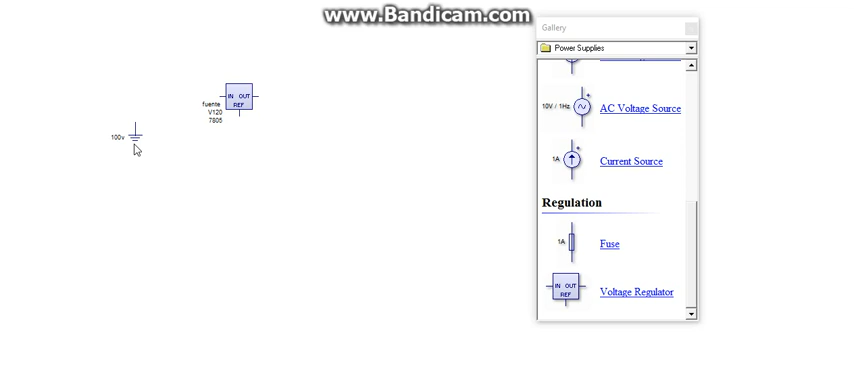 www.Bandicam.com
Gallery
Power Supplies
10V / 1Hz
AC Voltage Source
1A
Current Source
Regulation
1A
Fuse
IN OUT
REF
Voltage Regulator
IN OUT
REF
fuente
V120
7805
100v